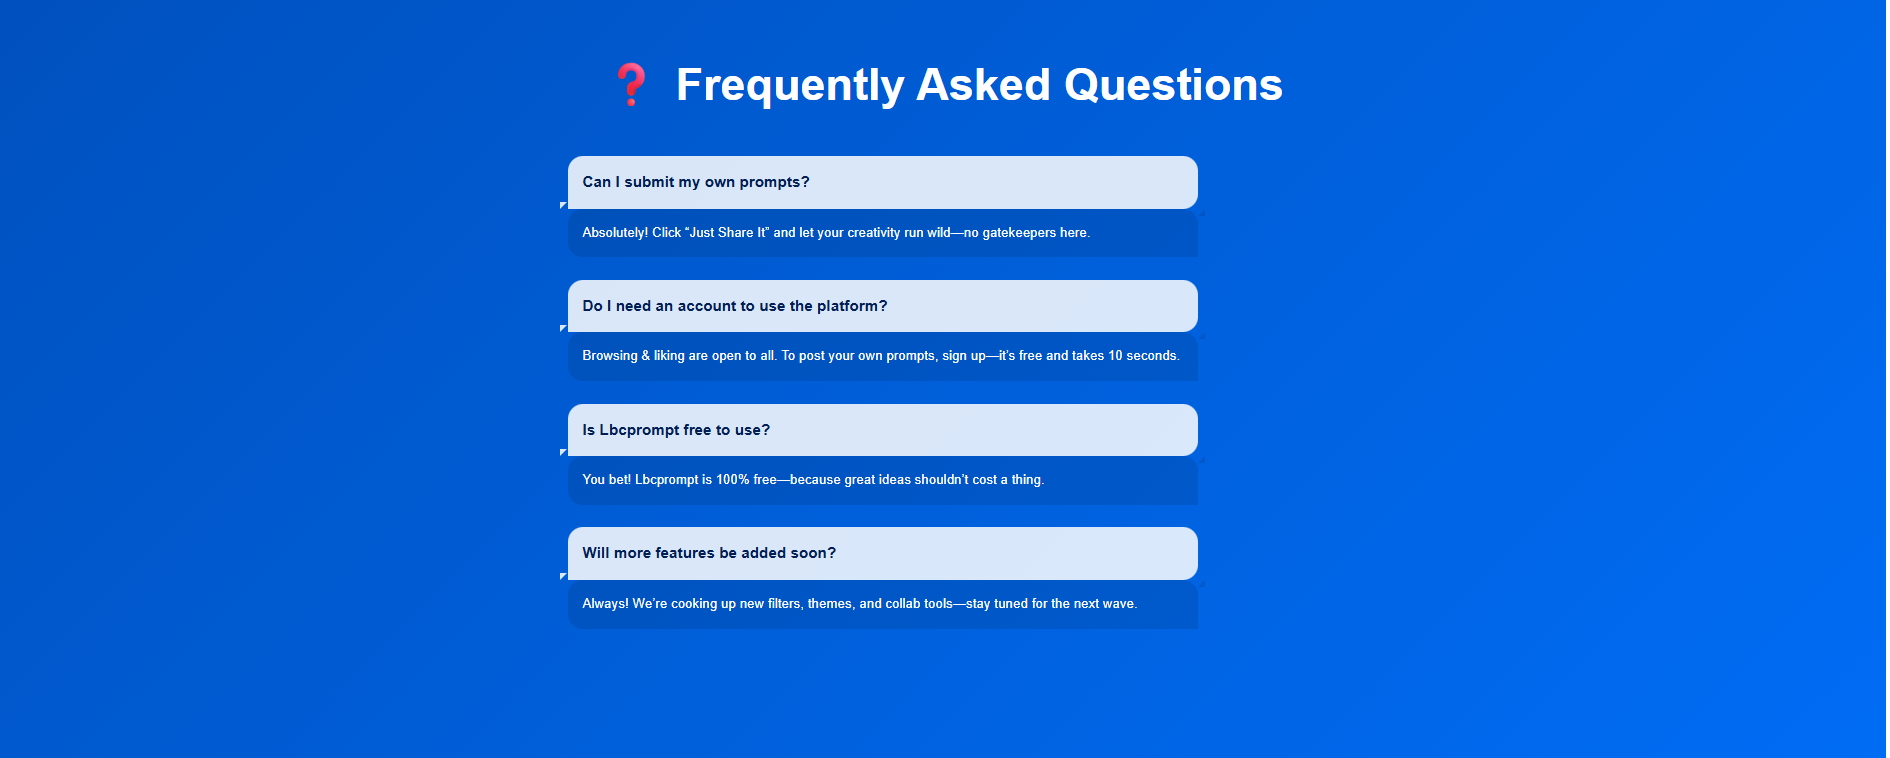 ❓ Frequently Asked Questions
Can I submit my own prompts?
Absolutely! Click “Just Share It” and let your creativity run wild—no gatekeepers here.
Do I need an account to use the platform?
Browsing & liking are open to all. To post your own prompts, sign up—it’s free and takes 10 seconds.
Is Lbcprompt free to use?
You bet! Lbcprompt is 100% free—because great ideas shouldn’t cost a thing.
Will more features be added soon?
Always! We’re cooking up new filters, themes, and collab tools—stay tuned for the next wave.